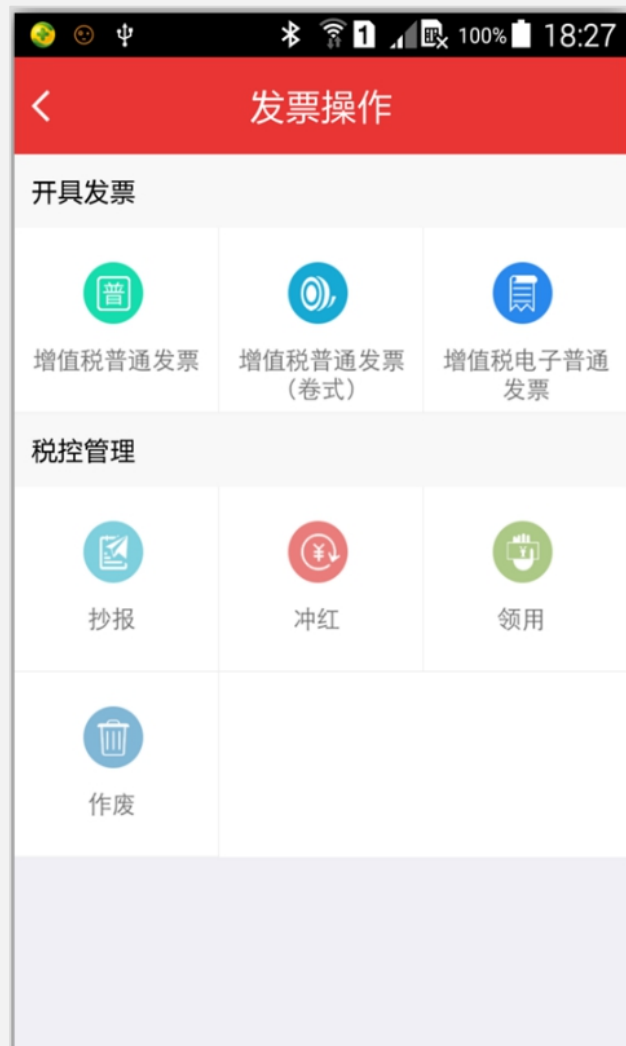 1 100% 18:27
发票操作
开具发票
普
增值税普通发票
增值税普通发票
（卷式）
增值税电子普通
发票
税控管理
抄报
冲红
领用
作废